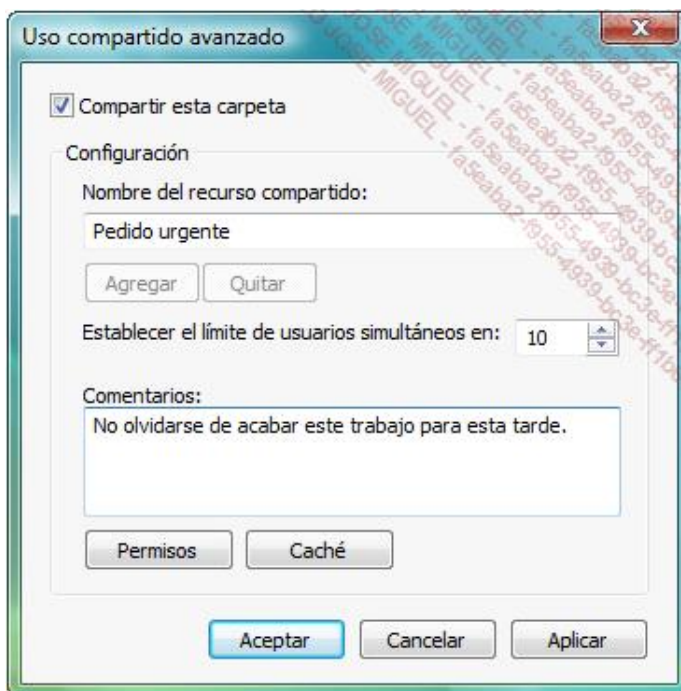 Uso compartido avanzado
Compartir esta carpeta
Configuración
Nombre del recurso compartido:
Pedido urgente
Agregar Quitar
Establecer el límite de usuarios simultáneos en: 10
Comentarios:
No olvidarse de acabar este trabajo para esta tarde.
Permisos Caché
Aceptar Cancelar Aplicar